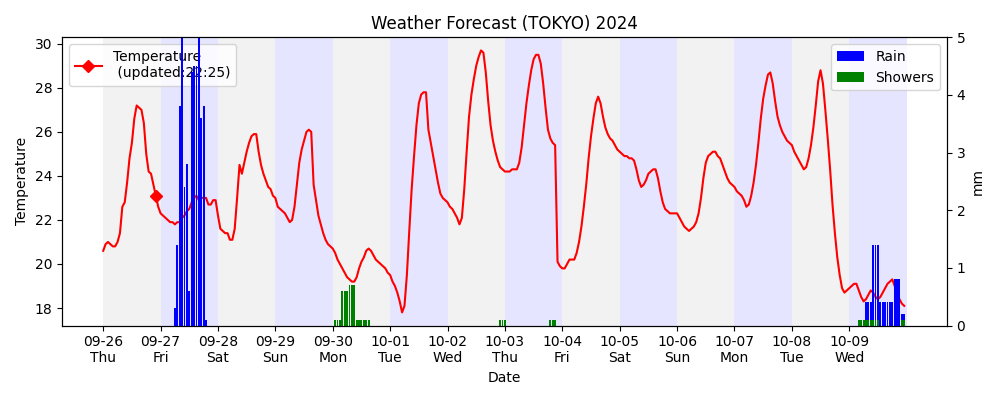 Weather Forecast (TOKYO) 2024
Temperature
(updated:22:25)
Rain
Showers
Temperature
30
28
26
24
22
20
18
5
4
3
2
1
0
mm
09-26 09-27 09-28 09-29 09-30 10-01 10-02 10-03 10-04 10-05 10-06 10-07 10-08 10-09
Thu Fri Sat Sun Mon Tue Wed Thu Fri Sat Sun Mon Tue Wed
Date